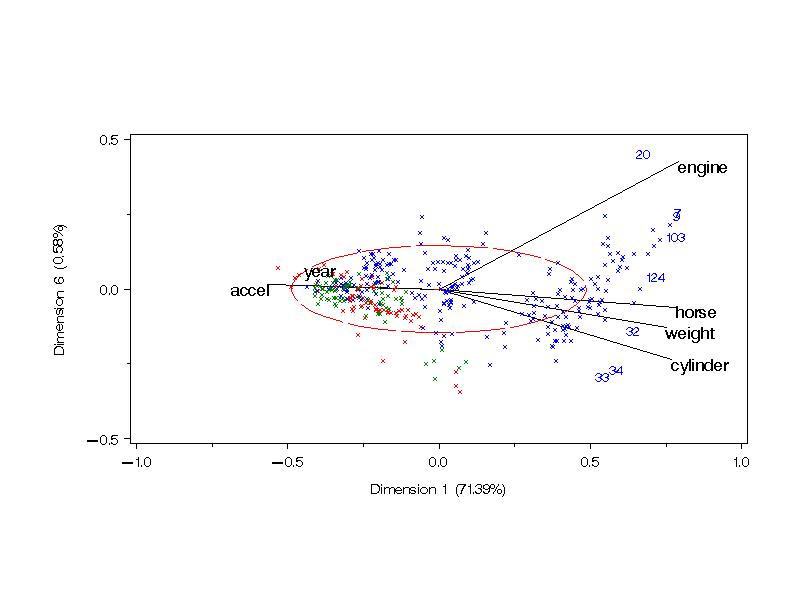 0.5
20
engine
7
9
103
year
124
0.0
accel
horse
32
weight
cylinder
34
33
−0.5
−1.0 −0.5 0.0 0.5 1.0
Dimension 1 (71.39%)
Dimension 6 (0.58%)